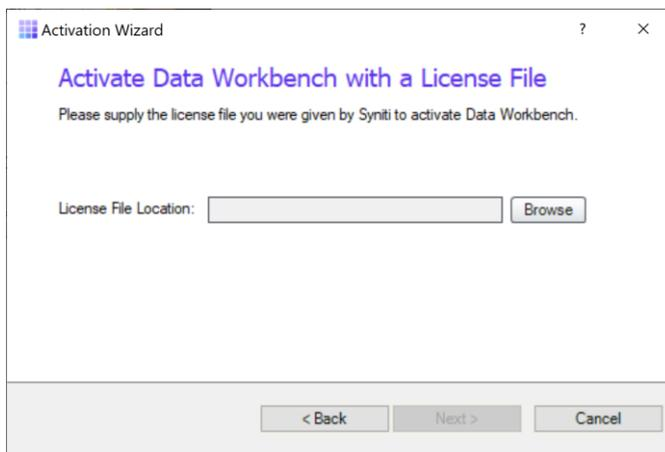 Activation Wizard ? ×
Activate Data Workbench with a License File
Please supply the license file you were given by Syniti to activate Data Workbench.
License File Location: Browse
< Back Next > Cancel